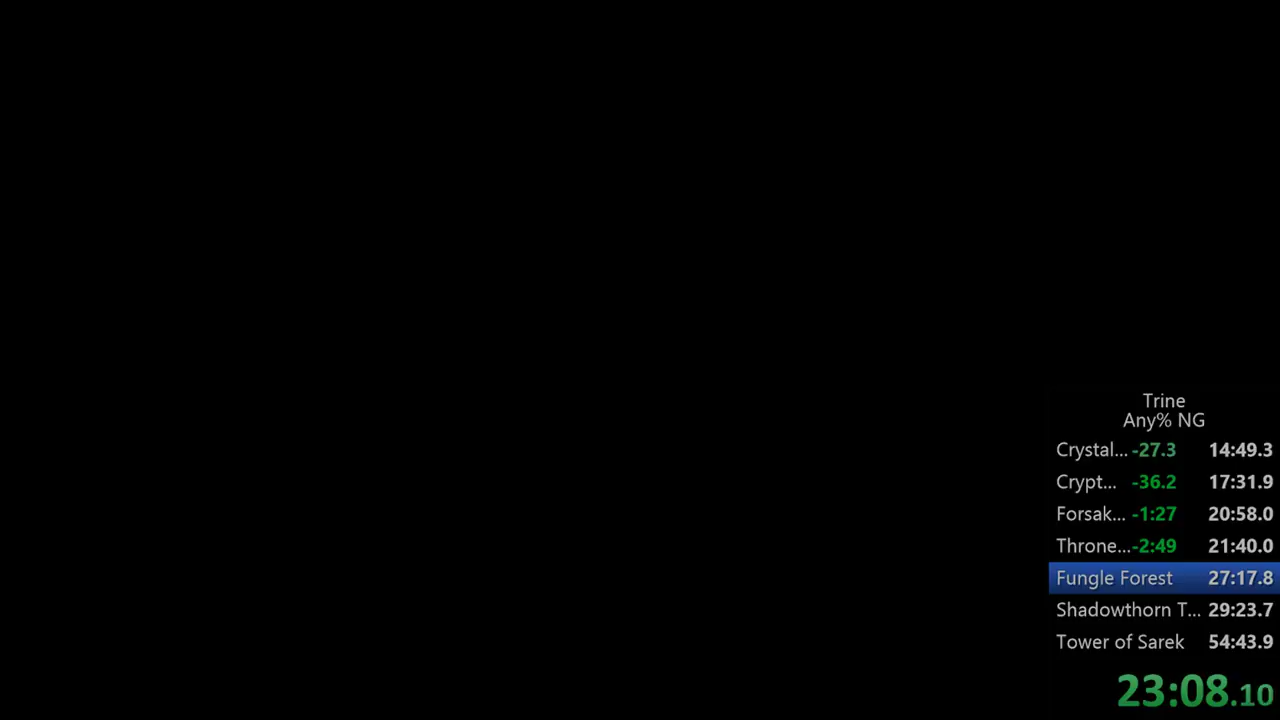 Trine
Any% NG
Crystal... -27.3 14:49.3
Crypt... -36.2 17:31.9
Forsak... -1:27 20:58.0
Throne... -2:49 21:40.0
Fungle Forest 27:17.8
Shadowthorn T... 29:23.7
Tower of Sarek 54:43.9
23:08.10